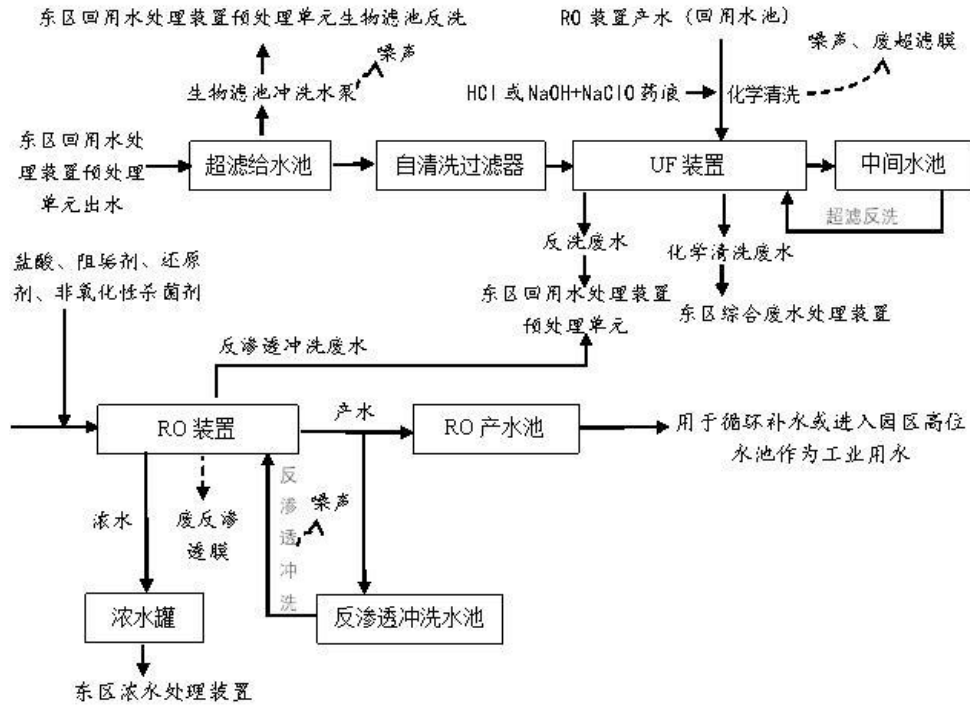 东区回用水处理装置预处理单元生物滤池反洗
噪声
生物滤池冲洗水泵
RO 装置产水 (回用水池)
噪声、废超滤膜
HCl 或 NaOH+NaClO 药液
化学清洗
东区回用水处
理装置预处理
单元出水
超滤给水池
自清洗过滤器
UF 装置
中间水池
超滤反洗
反洗废水
化学清洗废水
东区回用水处理装置
预处理单元
东区综合废水处理装置
盐酸、阻垢剂、还原
剂、非氧化性杀菌剂
反渗透冲洗废水
RO 装置
产水
RO 产水池
用于循环补水或进入园区高位
水池作为工业用水
浓水
废反渗
透膜
反
渗
透
冲
洗
噪声
浓水罐
反渗透冲洗水池
东区浓水处理装置